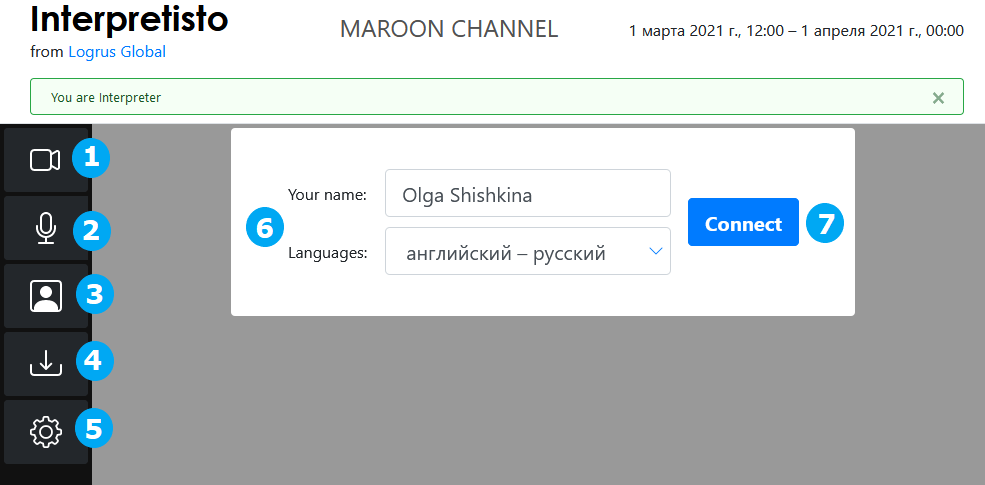 Interpretisto
from Logrus Global
MAROON CHANNEL
1 марта 2021 г., 12:00 – 1 апреля 2021 г., 00:00
You are Interpreter
×
1
2
3
4
5
6
Your name:
Olga Shishkina
Languages:
английский – русский
Connect
7